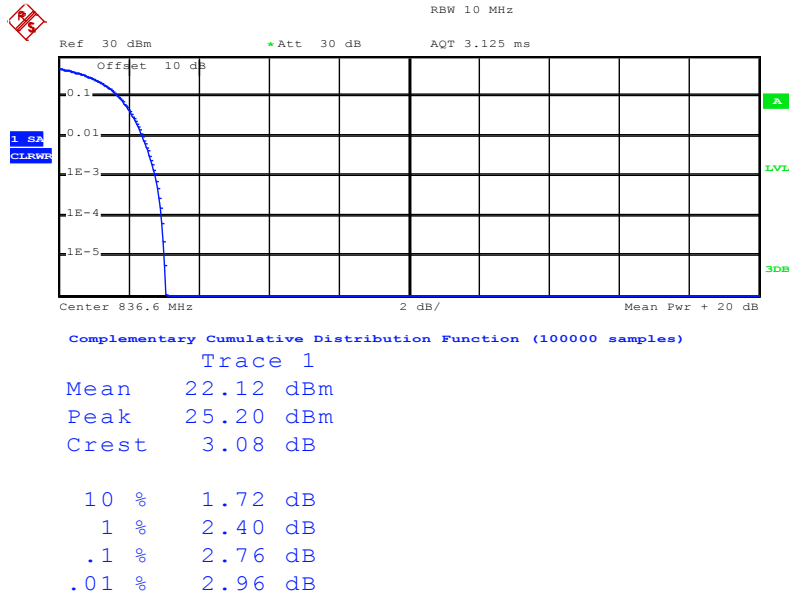 RBW 10 MHz
Ref 30 dBm * Att 30 dB AQT 3.125 ms
Offset 10 dB
0.1
A
0.01
1 SA
CLRWR
LVL
1E-3
1E-4
1E-5
3DB
Center 836.6 MHz 2 dB/ Mean Pwr + 20 dB
Complementary Cumulative Distribution Function (100000 samples)
Trace 1
Mean 22.12 dBm
Peak 25.20 dBm
Crest 3.08 dB
10 % 1.72 dB
1 % 2.40 dB
.1 % 2.76 dB
.01 % 2.96 dB